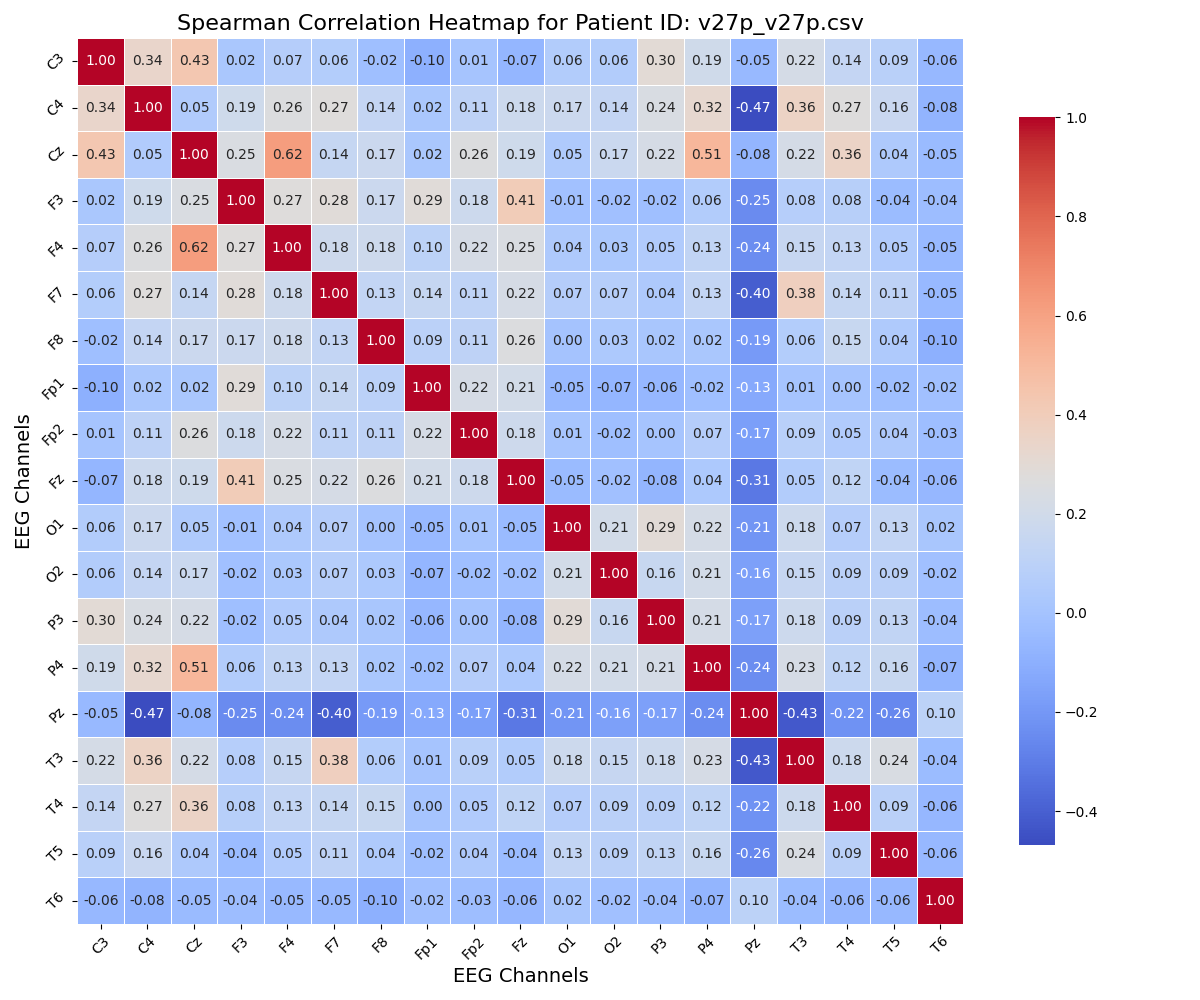 Spearman Correlation Heatmap for Patient ID: v27p_v27p.csv
C3 1.00 0.34 0.43 0.02 0.07 0.06 -0.02 -0.10 0.01 -0.07 0.06 0.06 0.30 0.19 -0.05 0.22 0.14 0.09 -0.06
C4 0.34 1.00 0.05 0.19 0.26 0.27 0.14 0.02 0.11 0.18 0.17 0.14 0.24 0.32 -0.47 0.36 0.27 0.16 -0.08
Cz 0.43 0.05 1.00 0.25 0.62 0.14 0.17 0.02 0.26 0.19 0.05 0.17 0.22 0.51 -0.08 0.22 0.36 0.04 -0.05
F3 0.02 0.19 0.25 1.00 0.27 0.28 0.17 0.29 0.18 0.41 -0.01 -0.02 -0.02 0.06 -0.25 0.08 0.08 -0.04 -0.04
F4 0.07 0.26 0.62 0.27 1.00 0.18 0.18 0.10 0.22 0.25 0.04 0.03 0.05 0.13 -0.24 0.15 0.13 0.05 -0.05
F7 0.06 0.27 0.14 0.28 0.18 1.00 0.13 0.14 0.11 0.22 0.07 0.07 0.04 0.13 -0.40 0.38 0.14 0.11 -0.05
F8 -0.02 0.14 0.17 0.17 0.18 0.13 1.00 0.09 0.11 0.26 0.00 0.03 0.02 0.02 -0.19 0.06 0.15 0.04 -0.10
Fp1 -0.10 0.02 0.02 0.29 0.10 0.14 0.09 1.00 0.22 0.21 -0.05 -0.07 -0.06 -0.02 -0.13 0.01 0.00 -0.02 -0.02
Fp2 0.01 0.11 0.26 0.18 0.22 0.11 0.11 0.22 1.00 0.18 0.01 -0.02 0.00 0.07 -0.17 0.09 0.05 0.04 -0.03
Fz -0.07 0.18 0.19 0.41 0.25 0.22 0.26 0.21 0.18 1.00 -0.05 -0.02 -0.08 0.04 -0.31 0.05 0.12 -0.04 -0.06
O1 0.06 0.17 0.05 -0.01 0.04 0.07 0.00 -0.05 0.01 -0.05 1.00 0.21 0.29 0.22 -0.21 0.18 0.07 0.13 0.02
O2 0.06 0.14 0.17 -0.02 0.03 0.07 0.03 -0.07 -0.02 -0.02 0.21 1.00 0.16 0.21 -0.16 0.15 0.09 0.09 -0.02
P3 0.30 0.24 0.22 -0.02 0.05 0.04 0.02 -0.06 0.00 -0.08 0.29 0.16 1.00 0.21 -0.17 0.18 0.09 0.13 -0.04
P4 0.19 0.32 0.51 0.06 0.13 0.13 0.02 -0.02 0.07 0.04 0.22 0.21 0.21 1.00 -0.24 0.23 0.12 0.16 -0.07
Pz -0.05 -0.47 -0.08 -0.25 -0.24 -0.40 -0.19 -0.13 -0.17 -0.31 -0.21 -0.16 -0.17 -0.24 1.00 -0.43 -0.22 -0.26 0.10
T3 0.22 0.36 0.22 0.08 0.15 0.38 0.06 0.01 0.09 0.05 0.18 0.15 0.18 0.23 -0.43 1.00 0.18 0.24 -0.04
T4 0.14 0.27 0.36 0.08 0.13 0.14 0.15 0.00 0.05 0.12 0.07 0.09 0.09 0.12 -0.22 0.18 1.00 0.09 -0.06
T5 0.09 0.16 0.04 -0.04 0.05 0.11 0.04 -0.02 0.04 -0.04 0.13 0.09 0.13 0.16 -0.26 0.24 0.09 1.00 -0.06
T6 -0.06 -0.08 -0.05 -0.04 -0.05 -0.05 -0.10 -0.02 -0.03 -0.06 0.02 -0.02 -0.04 -0.07 0.10 -0.04 -0.06 -0.06 1.00
C3 C4 Cz F3 F4 F7 F8 Fp1 Fp2 Fz O1 O2 P3 P4 Pz T3 T4 T5 T6
EEG Channels
EEG Channels
1.0
0.8
0.6
0.4
0.2
0.0
−0.2
−0.4